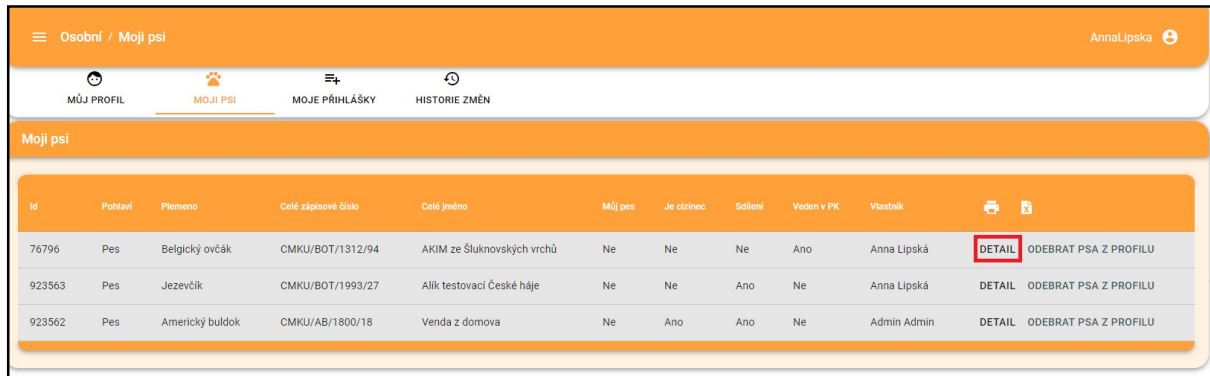 Osobní / Moji psi AnnaLipska
MŮJ PROFIL MOJI PSI MOJE PŘIHLÁŠKY HISTORIE ZMĚN
Moji psi
Id Pohlaví Plemeno Celé zápisové číslo Celé jméno Můj pes Je cizinec Sdílení Veden v PK Vlastník
76796 Pes Belgický ovčák CMKU/BOT/1312/94 AKIM ze Šluknovských vrchů Ne Ne Ne Ano Anna Lipská DETAIL ODEBRAT PSA Z PROFILU
923563 Pes Jezevčík CMKU/BOT/1993/27 Alík testovací České háje Ne Ne Ano Ne Anna Lipská DETAIL ODEBRAT PSA Z PROFILU
923562 Pes Americký buldok CMKU/AB/1800/18 Venda z domova Ne Ano Ano Ne Admin Admin DETAIL ODEBRAT PSA Z PROFILU